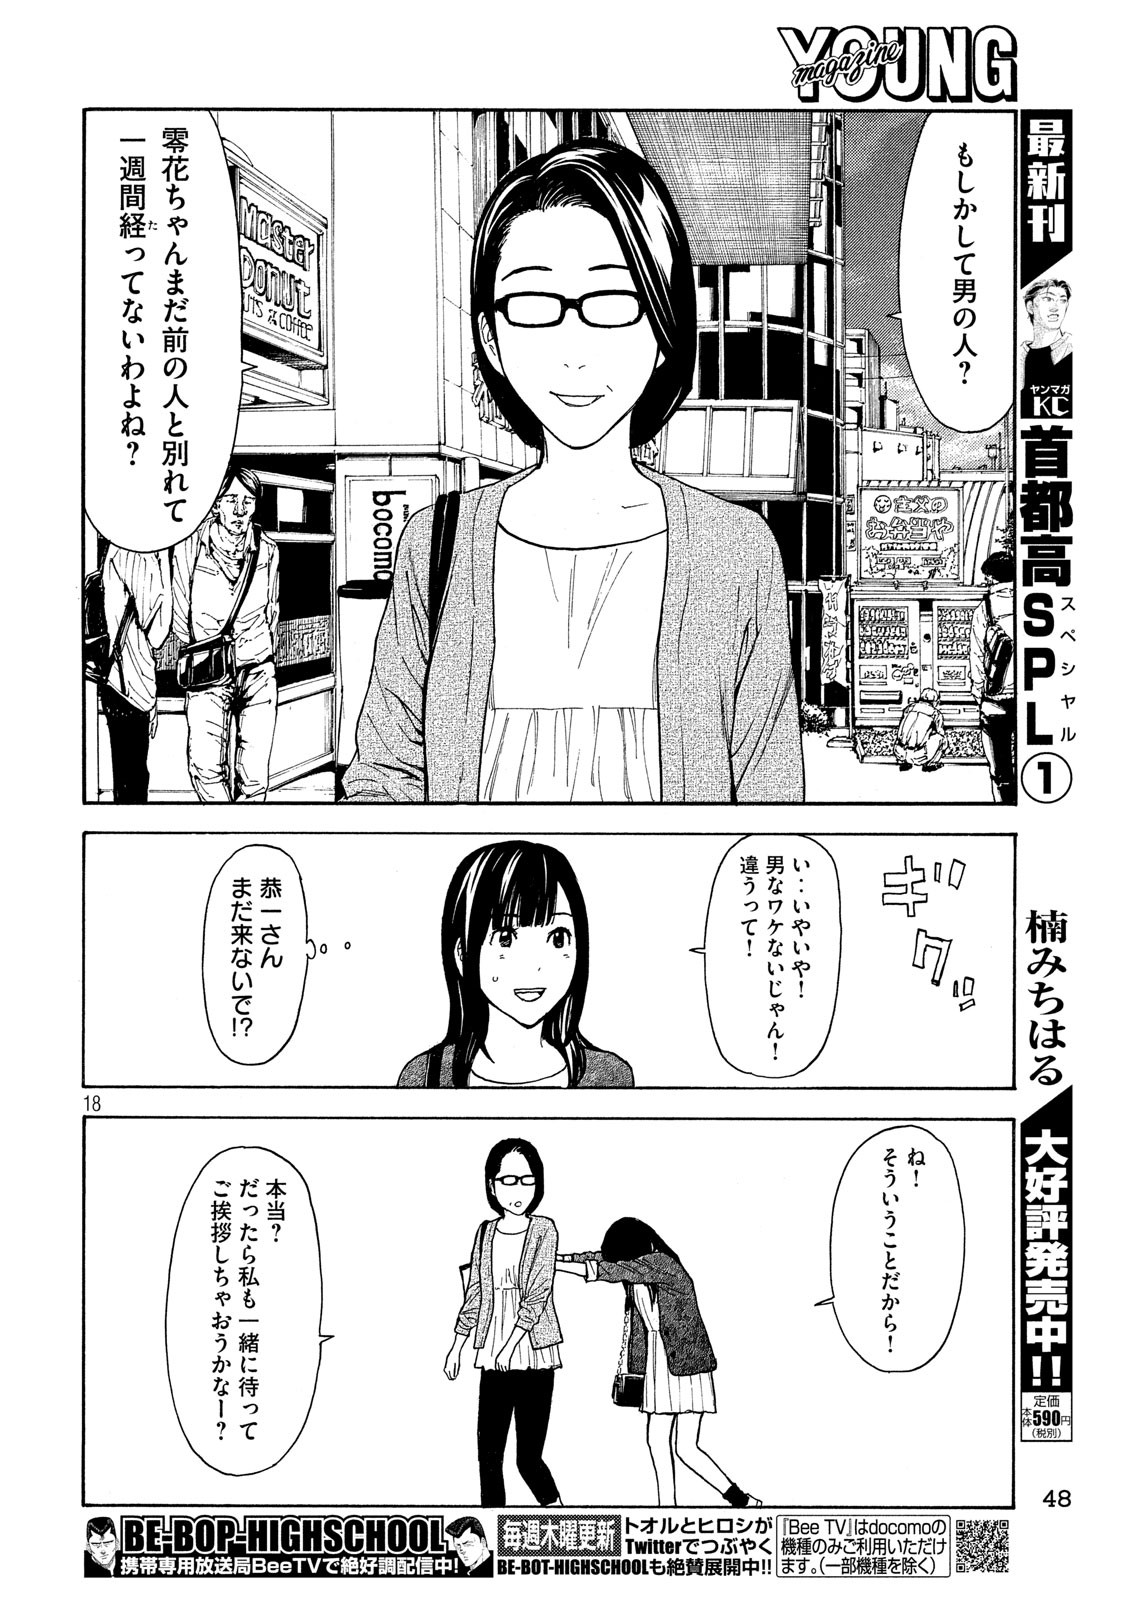 YOUNG
magazine
最新刊
ヤンマガ
KC
首都高SPL①
スペシャル
楠みちはる
大好評発売中!!
定価
本体590円
(税別)
もしかして男の人?
零花ちゃんまだ前の人と別れて
一週間経ってないわよね?
た
Master
Donut
bocomo
お弁当や
ギクッ
い‥いやいや!
男なワケないじゃん!
違うって!
恭一さん
まだ来ないで!?
18
ね!
そういうことだから!
本当?
だったら私も一緒に待って
ご挨拶しちゃおうかなー?
48
BE-BOP-HIGHSCHOOL
携帯専用放送局BeeTVで絶好調配信中!
毎週木曜更新
トオルとヒロシが
Twitterでつぶやく
BE-BOT-HIGHSCHOOLも絶賛展開中!!
『Bee TV』はdocomoの
機種のみご利用いただけ
ます。(一部機種を除く)